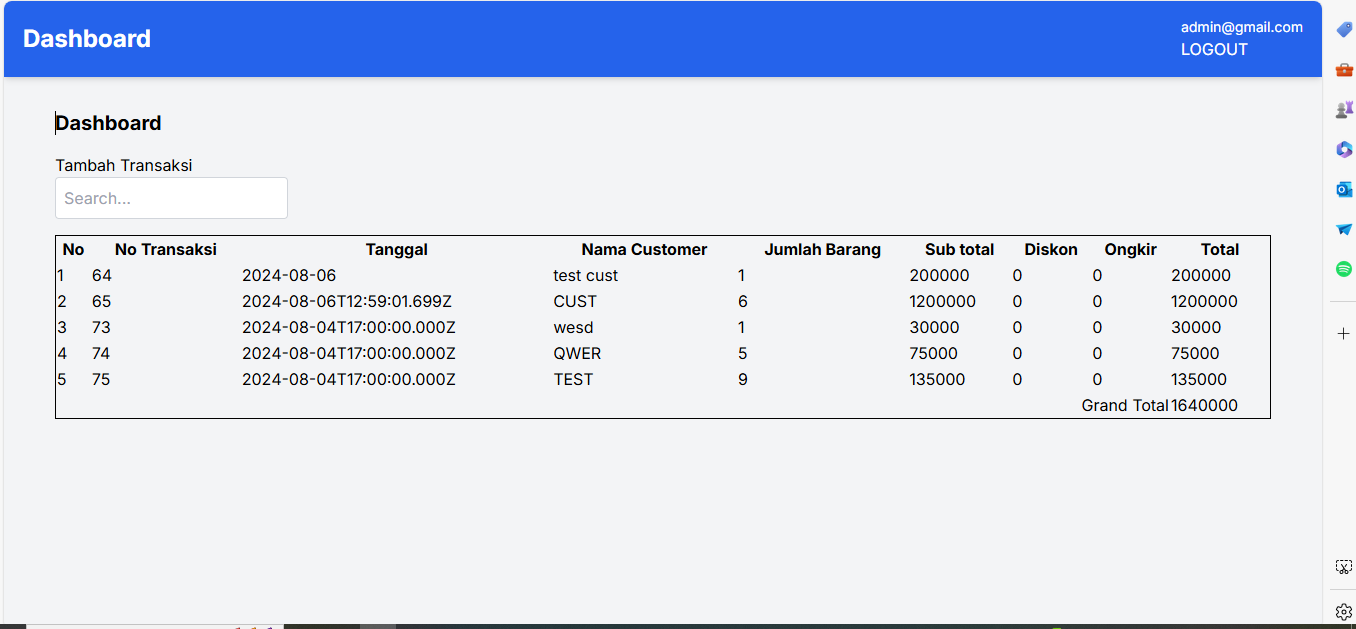 Dashboard
admin@gmail.com
LOGOUT
Dashboard
Tambah Transaksi
Search...
No No Transaksi Tanggal Nama Customer Jumlah Barang Sub total Diskon Ongkir Total
1 64 2024-08-06 test cust 1 200000 0 0 200000
2 65 2024-08-06T12:59:01.699Z CUST 6 1200000 0 0 1200000
3 73 2024-08-04T17:00:00.000Z wesd 1 30000 0 0 30000
4 74 2024-08-04T17:00:00.000Z QWER 5 75000 0 0 75000
5 75 2024-08-04T17:00:00.000Z TEST 9 135000 0 0 135000
Grand Total 1640000